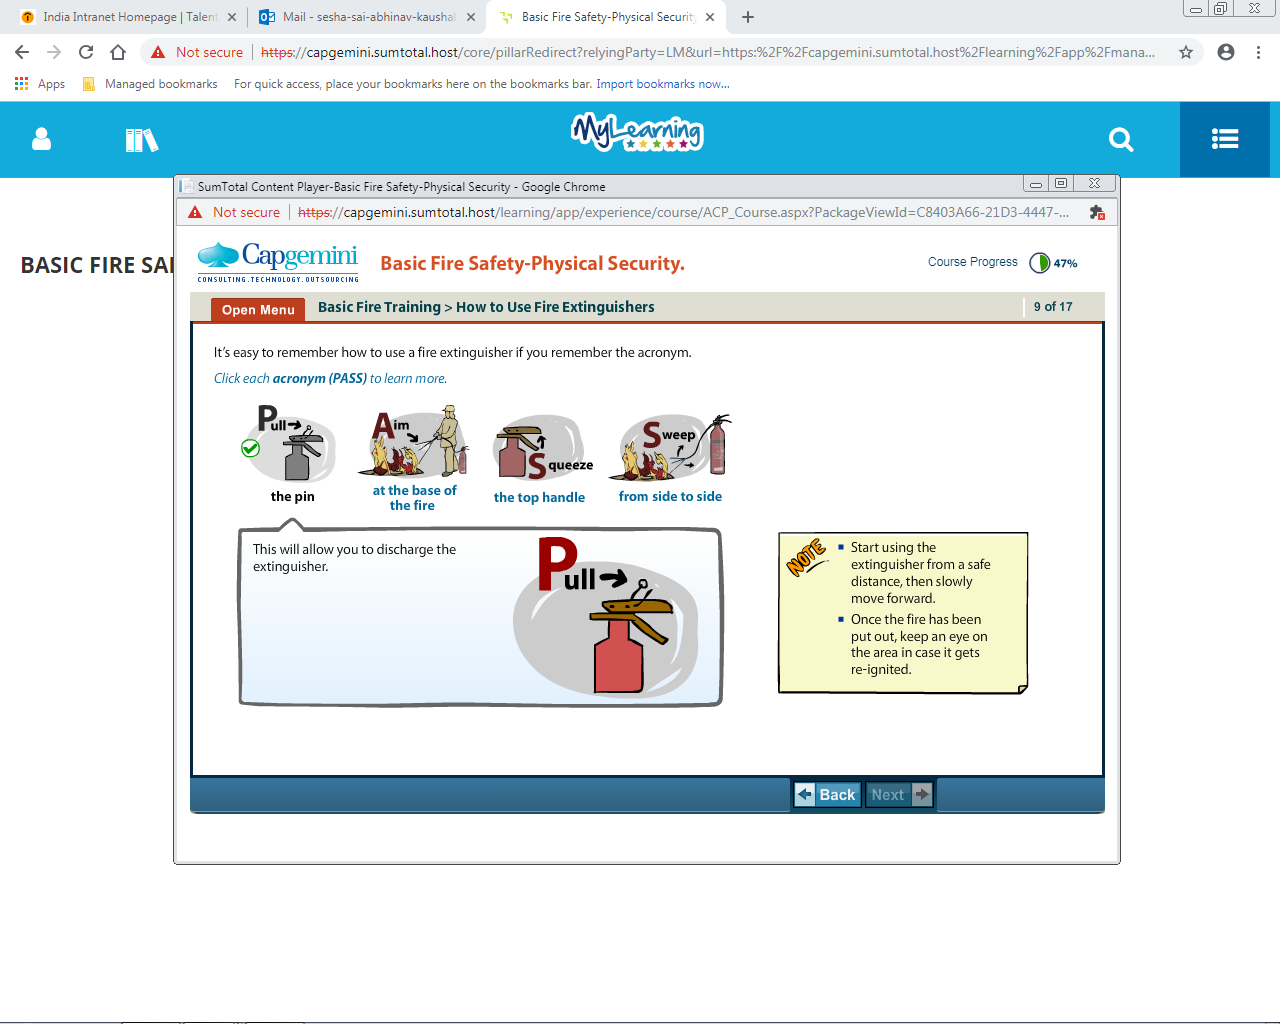 India Intranet Homepage | Talent
Mail - sesha-sai-abhinav-kaushal
Basic Fire Safety-Physical Security
Not secure
https://capgemini.sumtotal.host/core/pillarRedirect?relyingParty=LM&url=https:%2F%2Fcapgemini.sumtotal.host%2Flearning%2Fapp%2Fmana...
Apps
Managed bookmarks
For quick access, place your bookmarks here on the bookmarks bar. Import bookmarks now...
MyLearning
SumTotal Content Player-Basic Fire Safety-Physical Security - Google Chrome
Not secure
https://capgemini.sumtotal.host/learning/app/experience/course/ACP_Course.aspx?PackageViewId=C8403A66-21D3-4447-...
BASIC FIRE SAF
Capgemini
CONSULTING.TECHNOLOGY.OUTSOURCING
Basic Fire Safety-Physical Security.
Course Progress
47%
Open Menu
Basic Fire Training > How to Use Fire Extinguishers
9 of 17
It's easy to remember how to use a fire extinguisher if you remember the acronym.
Click each acronym (PASS) to learn more.
Pull
the pin
Aim
at the base of
the fire
Squeeze
the top handle
Sweep
from side to side
This will allow you to discharge the
extinguisher.
Pull
NOTE
Start using the
extinguisher from a safe
distance, then slowly
move forward.
Once the fire has been
put out, keep an eye on
the area in case it gets
re-ignited.
Back
Next